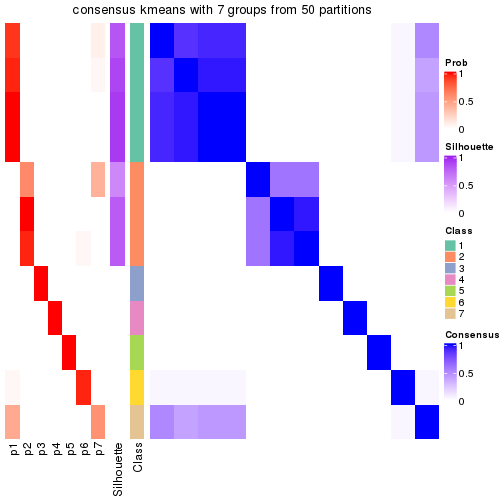 consensus kmeans with 7 groups from 50 partitions
Prob
1
0.5
0
Silhouette
1
0.5
0
Class
1
2
3
4
5
6
7
Consensus
1
0.5
0
p1
p2
p3
p4
p5
p6
p7
Silhouette
Class